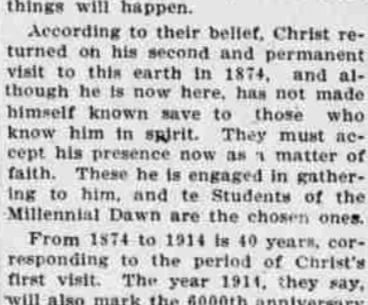 things will happen.
According to their belief, Christ re-
turned on his second and permanent
visit to this earth in 1874, and al-
though he is now here, has not made
himself known save to those who
know him in spirit. They must ac-
cept his presence now as a matter of
faith. These he is engaged in gather-
ing to him, and te Students of the
Millennial Dawn are the chosen ones.
From 1874 to 1914 is 40 years, cor-
responding to the period of Christ's
first visit. The year 1914, they say,
will also mark the 6000th anniversary